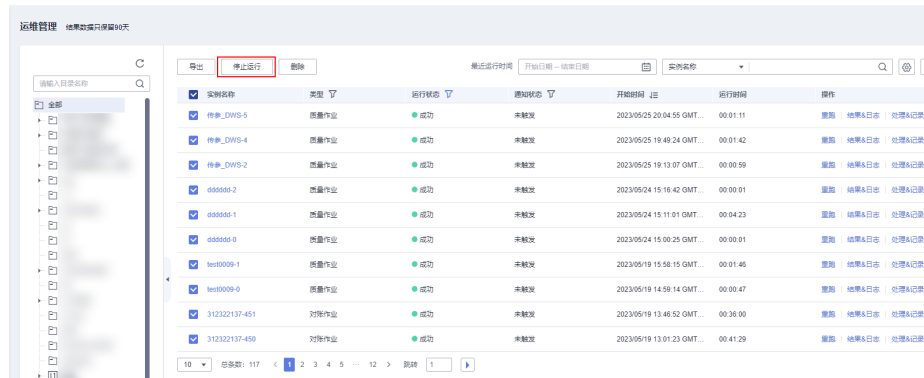 运维管理 结果数据只保留90天
导出 停止运行 删除 最近运行时间 开始日期 – 结束日期 实例名称
请输入目录名称
全部
实例名称 类型 运行状态 通知状态 开始时间 运行时间 操作
传参_DWS-5 质量作业 成功 未触发 2023/05/25 20:04:55 GMT... 00:01:11 重跑 结果&日志 处理&记录
传参_DWS-4 质量作业 成功 未触发 2023/05/25 19:49:24 GMT... 00:01:42 重跑 结果&日志 处理&记录
传参_DWS-2 质量作业 成功 未触发 2023/05/25 19:13:07 GMT... 00:00:59 重跑 结果&日志 处理&记录
dddddd-2 质量作业 成功 未触发 2023/05/24 15:16:42 GMT... 00:00:01 重跑 结果&日志 处理&记录
dddddd-1 质量作业 成功 未触发 2023/05/24 15:11:01 GMT... 00:04:23 重跑 结果&日志 处理&记录
dddddd-0 质量作业 成功 未触发 2023/05/24 15:00:25 GMT... 00:00:01 重跑 结果&日志 处理&记录
test0009-1 质量作业 成功 未触发 2023/05/19 15:58:15 GMT... 00:01:46 重跑 结果&日志 处理&记录
test0009-0 质量作业 成功 未触发 2023/05/19 14:59:14 GMT... 00:00:47 重跑 结果&日志 处理&记录
312322137-451 对账作业 成功 未触发 2023/05/19 13:46:52 GMT... 00:36:00 重跑 结果&日志 处理&记录
312322137-450 对账作业 成功 未触发 2023/05/19 13:01:23 GMT... 00:41:29 重跑 结果&日志 处理&记录
10 总条数: 117 < 1 2 3 4 5 ... 12 > 跳转 1